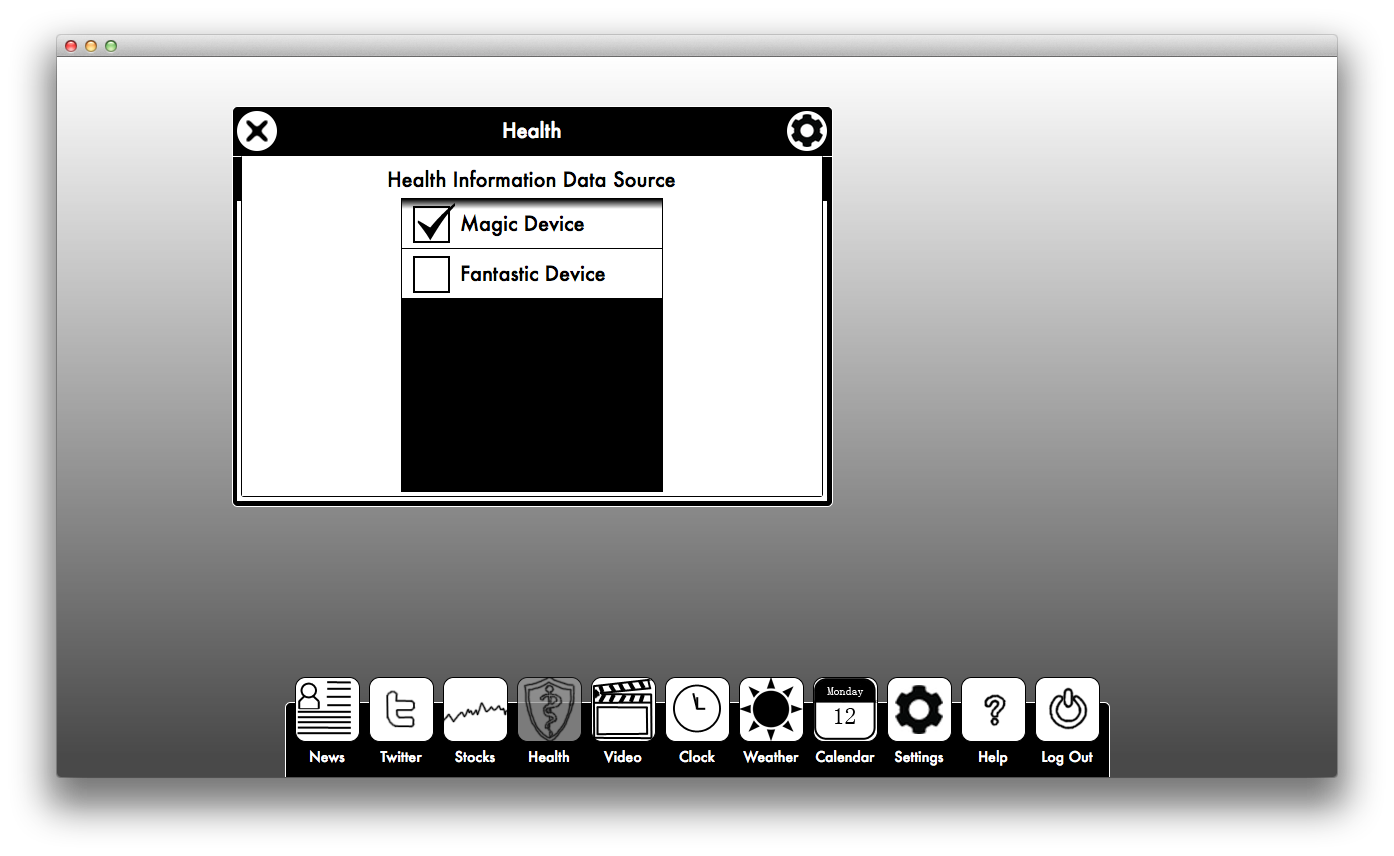 Health
Health Information Data Source
Magic Device
Fantastic Device
Monday
12
?
News Twitter Stocks Health Video Clock Weather Calendar Settings Help Log Out